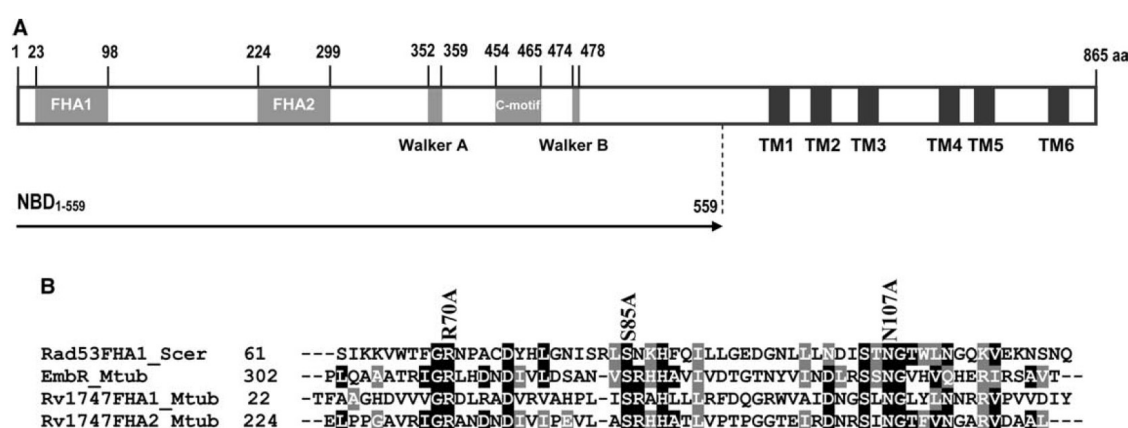 A
1 23 98 224 299 352 359 454 465 474 478 865 aa
FHA1 FHA2 C-motif
Walker A Walker B TM1 TM2 TM3 TM4 TM5 TM6
NBD1-559 559
B
R70A S85A N107A
Rad53FHA1_Scer 61 ---SIKKVWTFGRNPACDYHLGNISRLSNKHFQILLGEDGNLLLNDISTNGTWLNGQKVEKNSNQ
EmbR_Mtub 302 --PLQAAATRIGRLHDNDIVLDSAN-VSRHHAVIVDTGTNYVINDLRSSNGVHVQHERIRSAVT--
Rv1747FHA1_Mtub 22 --TFAAGHDVVVGRDLRADVRVAHPL-ISRAHLLLRFDQGRWVAIDNGSLNGLYLNNRRVPVVDIY
Rv1747FHA2_Mtub 224 --ELPPGAVRIGRANDNDIVIPEVL-ASRHHATLVPTPGGTEIRDNRSINGTFVNGARVDAAL---